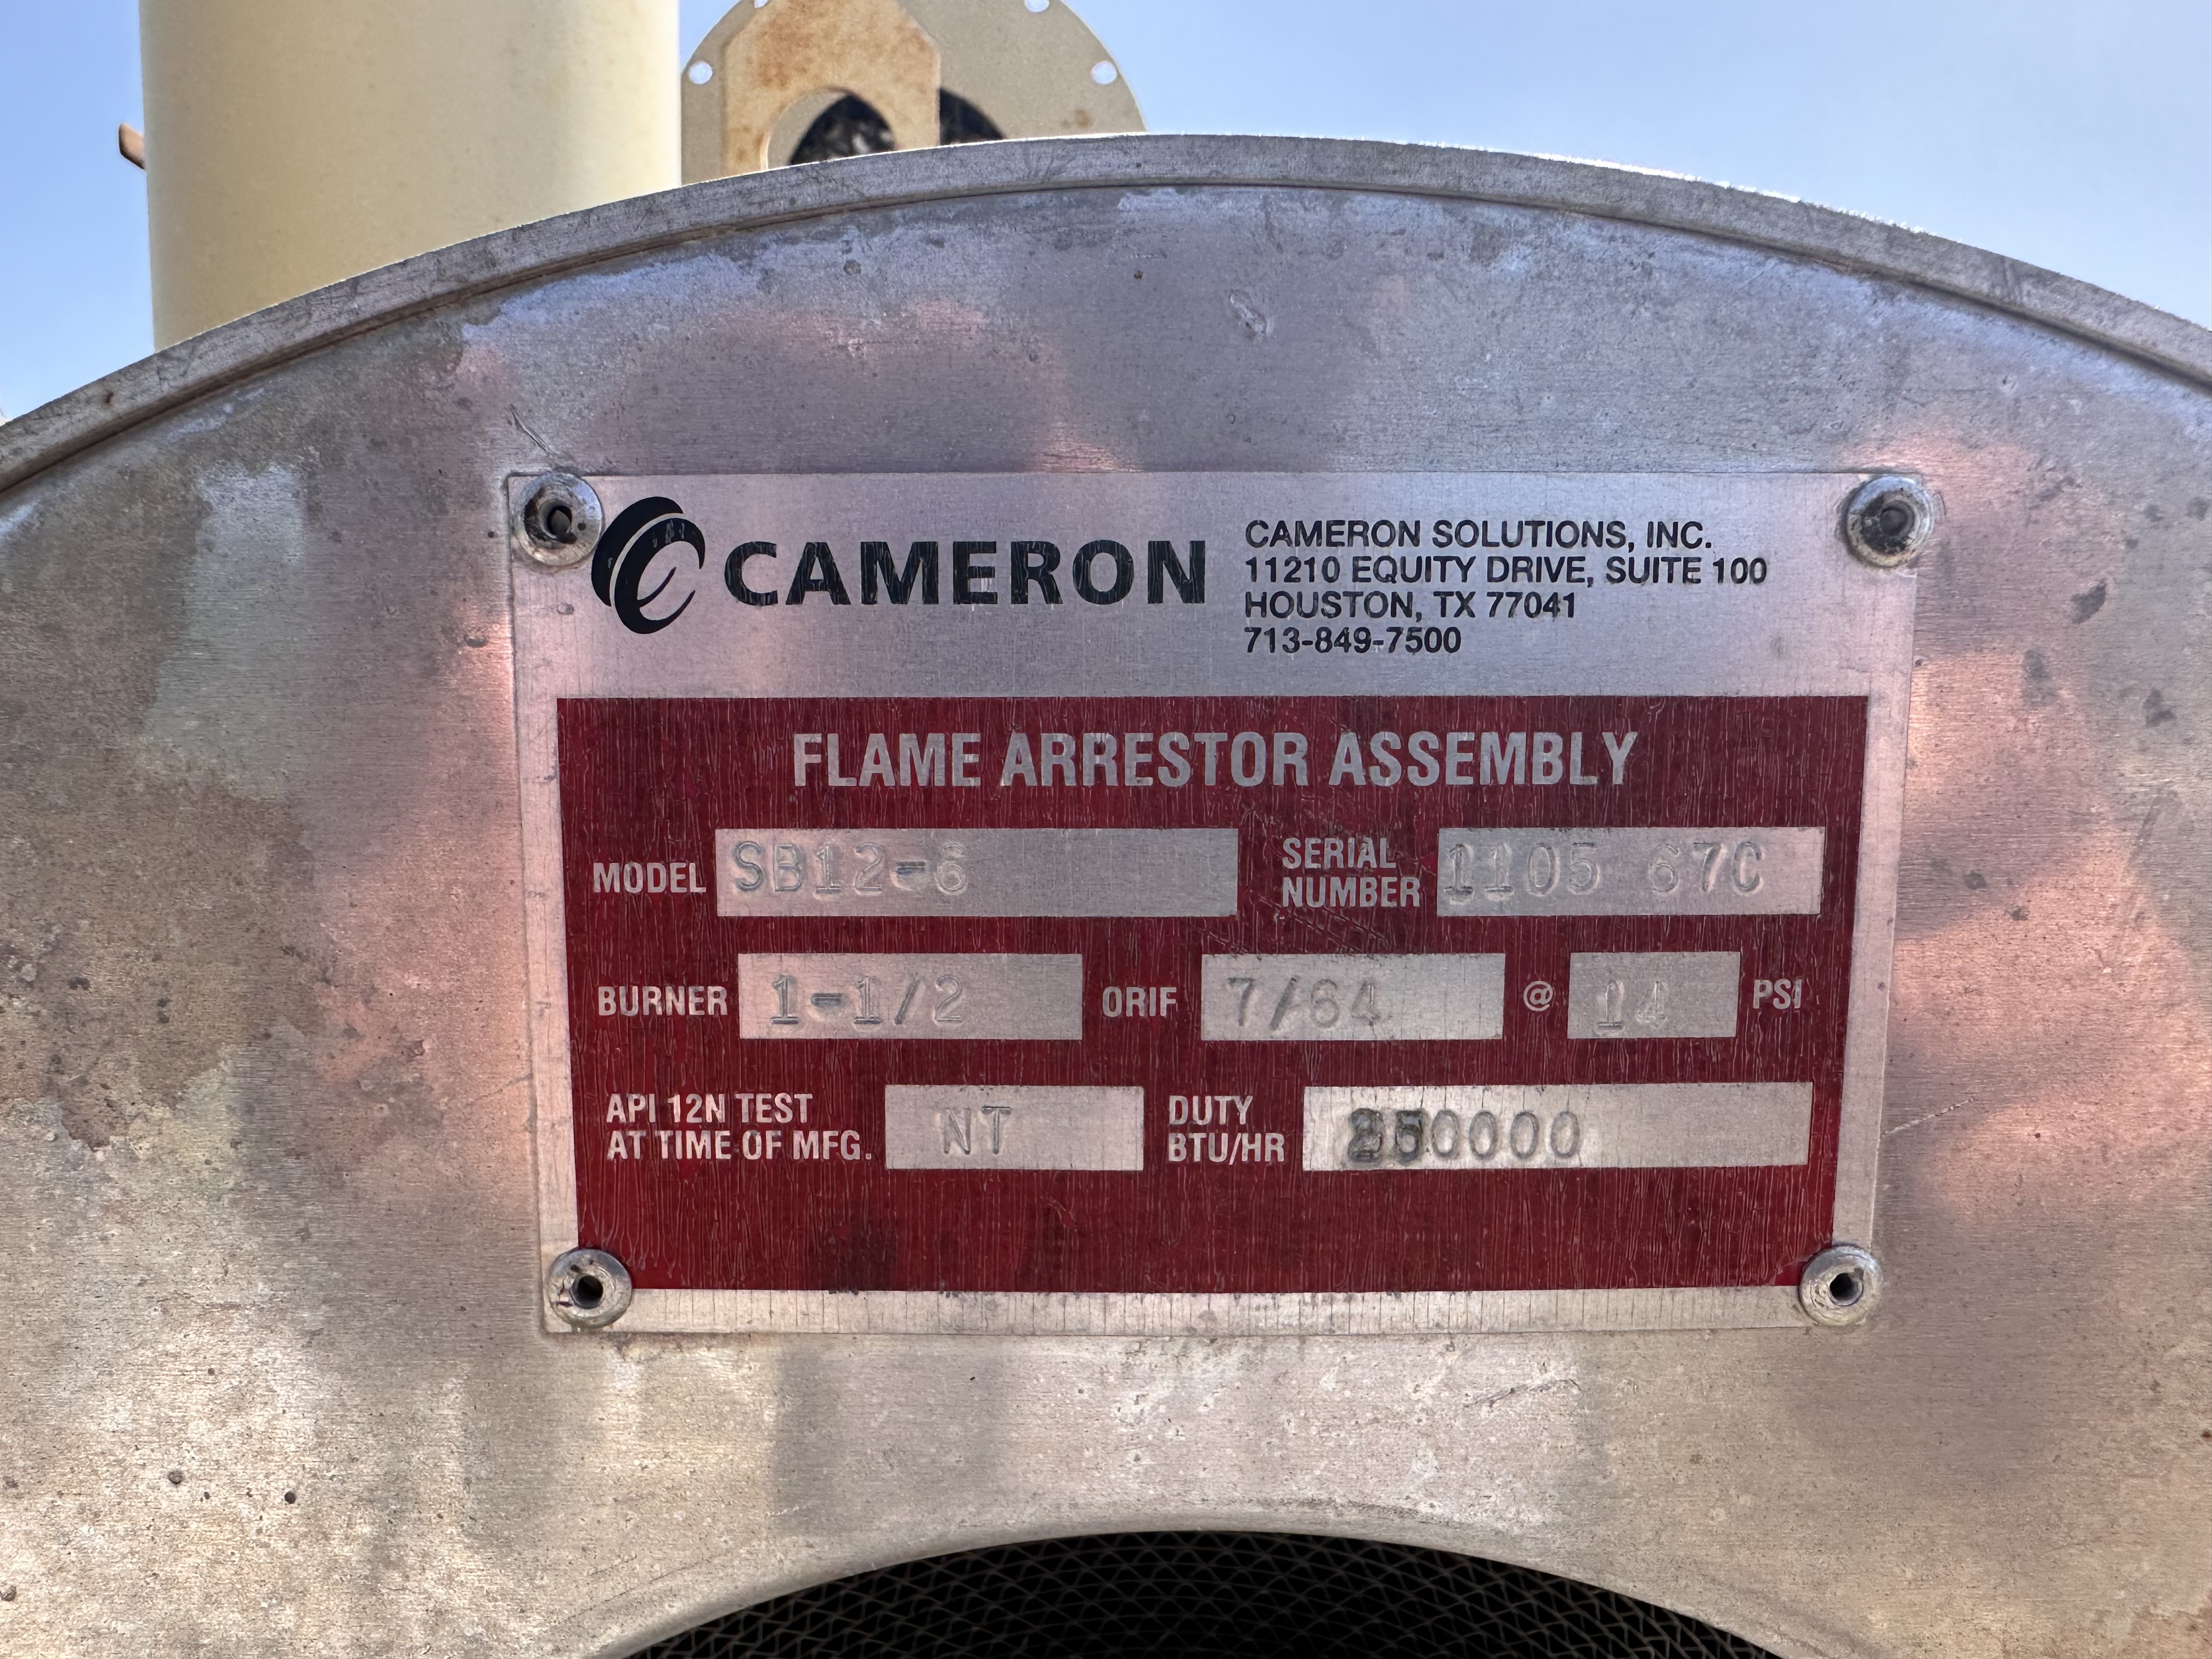 CAMERON
CAMERON SOLUTIONS, INC.
11210 EQUITY DRIVE, SUITE 100
HOUSTON, TX 77041
713-849-7500
FLAME ARRESTOR ASSEMBLY
MODEL SB12-6 SERIAL NUMBER 1105 67C
BURNER 1-1/2 ORIF 7/64 @ 14 PSI
API 12N TEST AT TIME OF MFG. NT DUTY BTU/HR